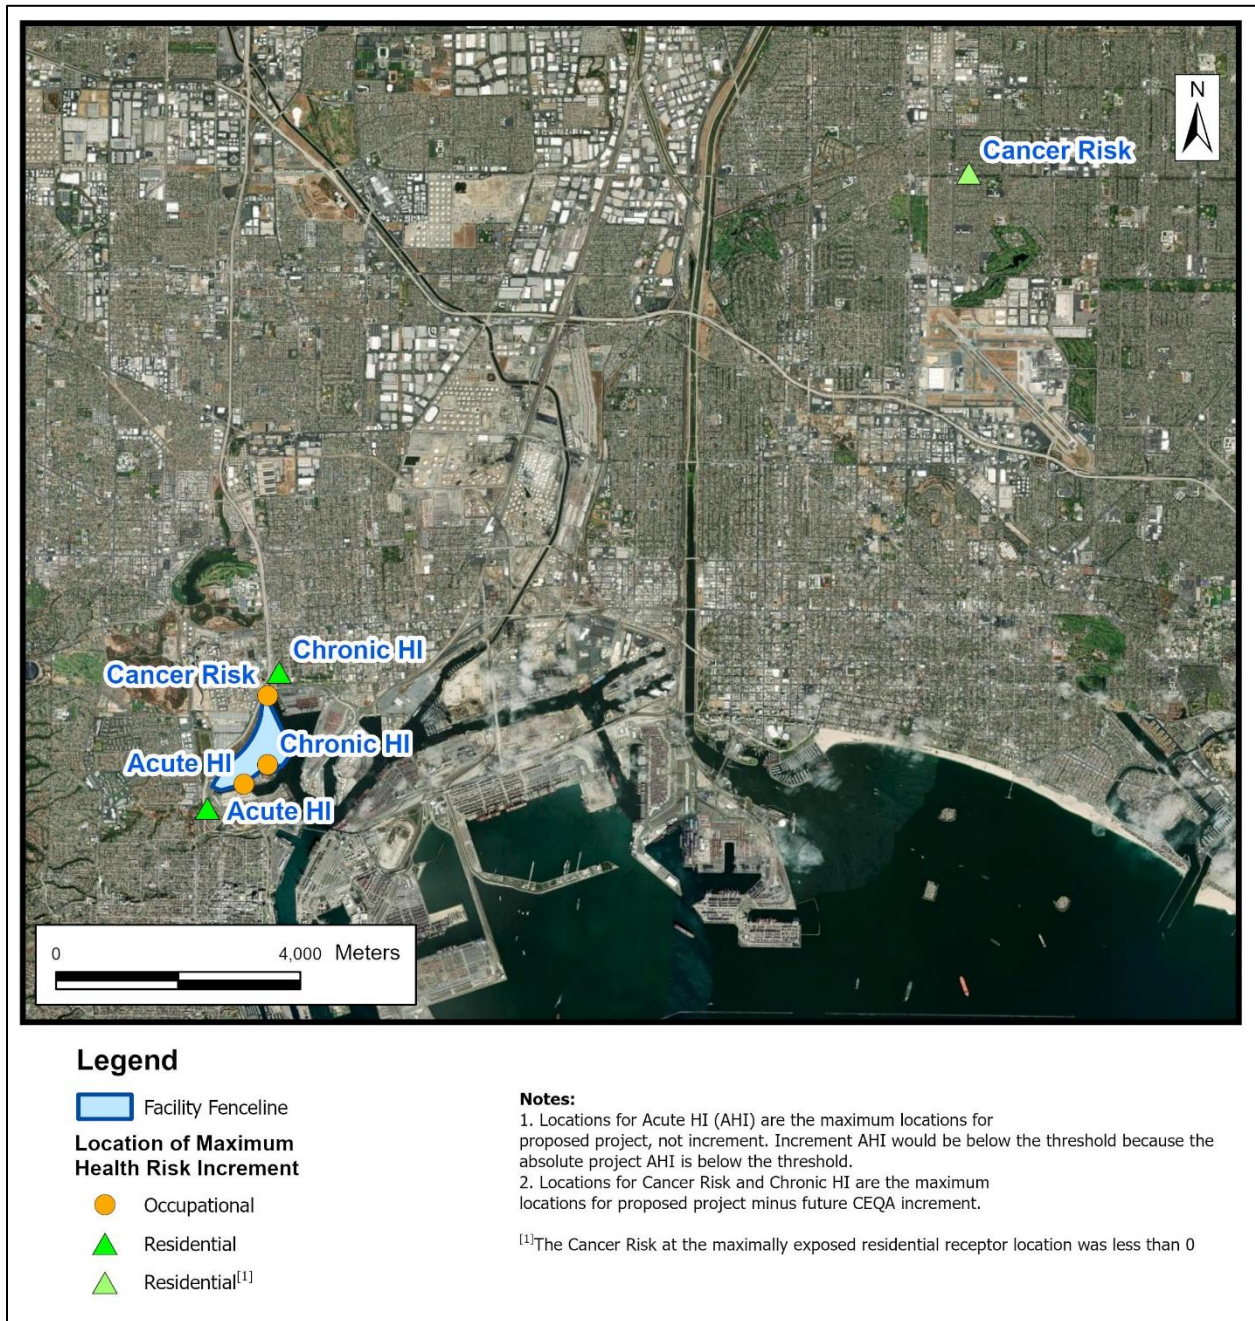 N
Cancer Risk
Chronic HI
Cancer Risk
Chronic HI
Acute HI
Acute HI
0 4,000 Meters
Legend
Facility Fenceline
Location of Maximum
Health Risk Increment
Occupational
Residential
Residential[1]
Notes:
1. Locations for Acute HI (AHI) are the maximum locations for
proposed project, not increment. Increment AHI would be below the threshold because the
absolute project AHI is below the threshold.
2. Locations for Cancer Risk and Chronic HI are the maximum
locations for proposed project minus future CEQA increment.
[1]The Cancer Risk at the maximally exposed residential receptor location was less than 0